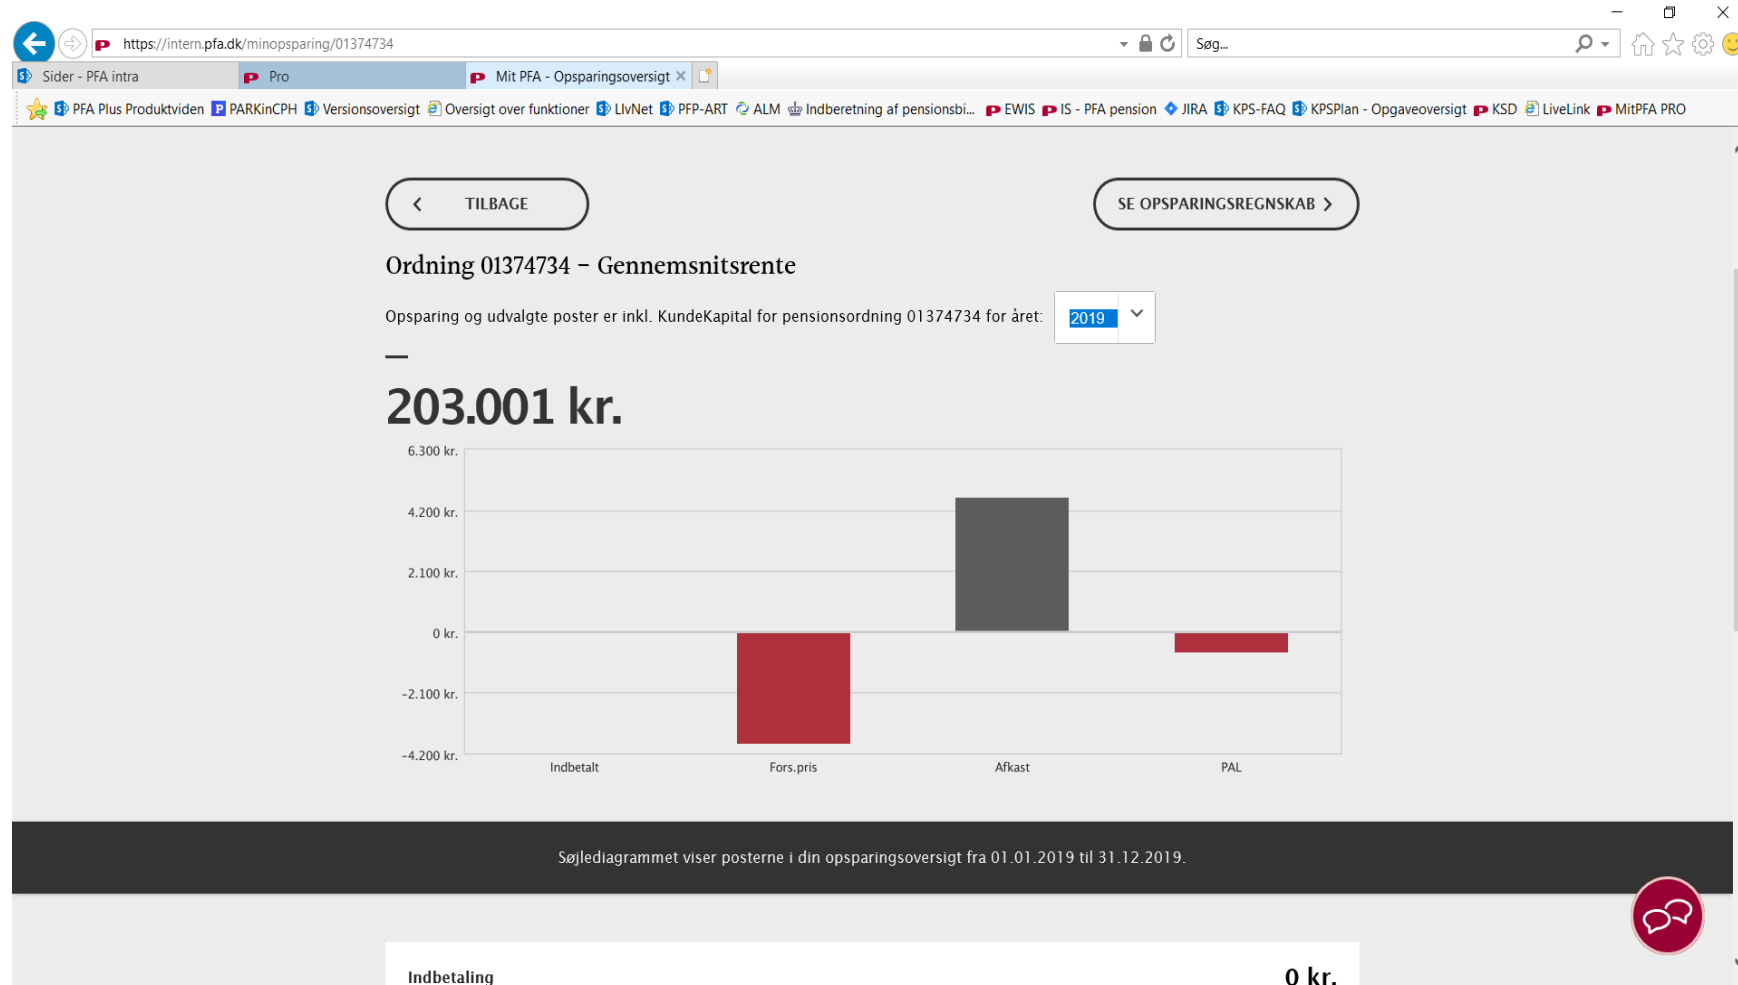 https://intern.pfa.dk/minopsparing/01374734
Søg...
Sider - PFA intra
Pro
Mit PFA - Opsparingsoversigt
PFA Plus Produktviden PARKinCPH Versionsoversigt Oversigt over funktioner LIvNet PFP-ART ALM Indberetning af pensionsbi... EWIS IS - PFA pension JIRA KPS-FAQ KPSPlan - Opgaveoversigt KSD LiveLink MitPFA PRO
TILBAGE
SE OPSPARINGSREGNSKAB
Ordning 01374734 – Gennemsnitsrente
Opsparing og udvalgte poster er inkl. KundeKapital for pensionsordning 01374734 for året: 2019
203.001 kr.
6.300 kr.
4.200 kr.
2.100 kr.
0 kr.
−2.100 kr.
−4.200 kr.
Indbetalt Fors.pris Afkast PAL
Søjlediagrammet viser posterne i din opsparingsoversigt fra 01.01.2019 til 31.12.2019.
Indbetaling 0 kr.